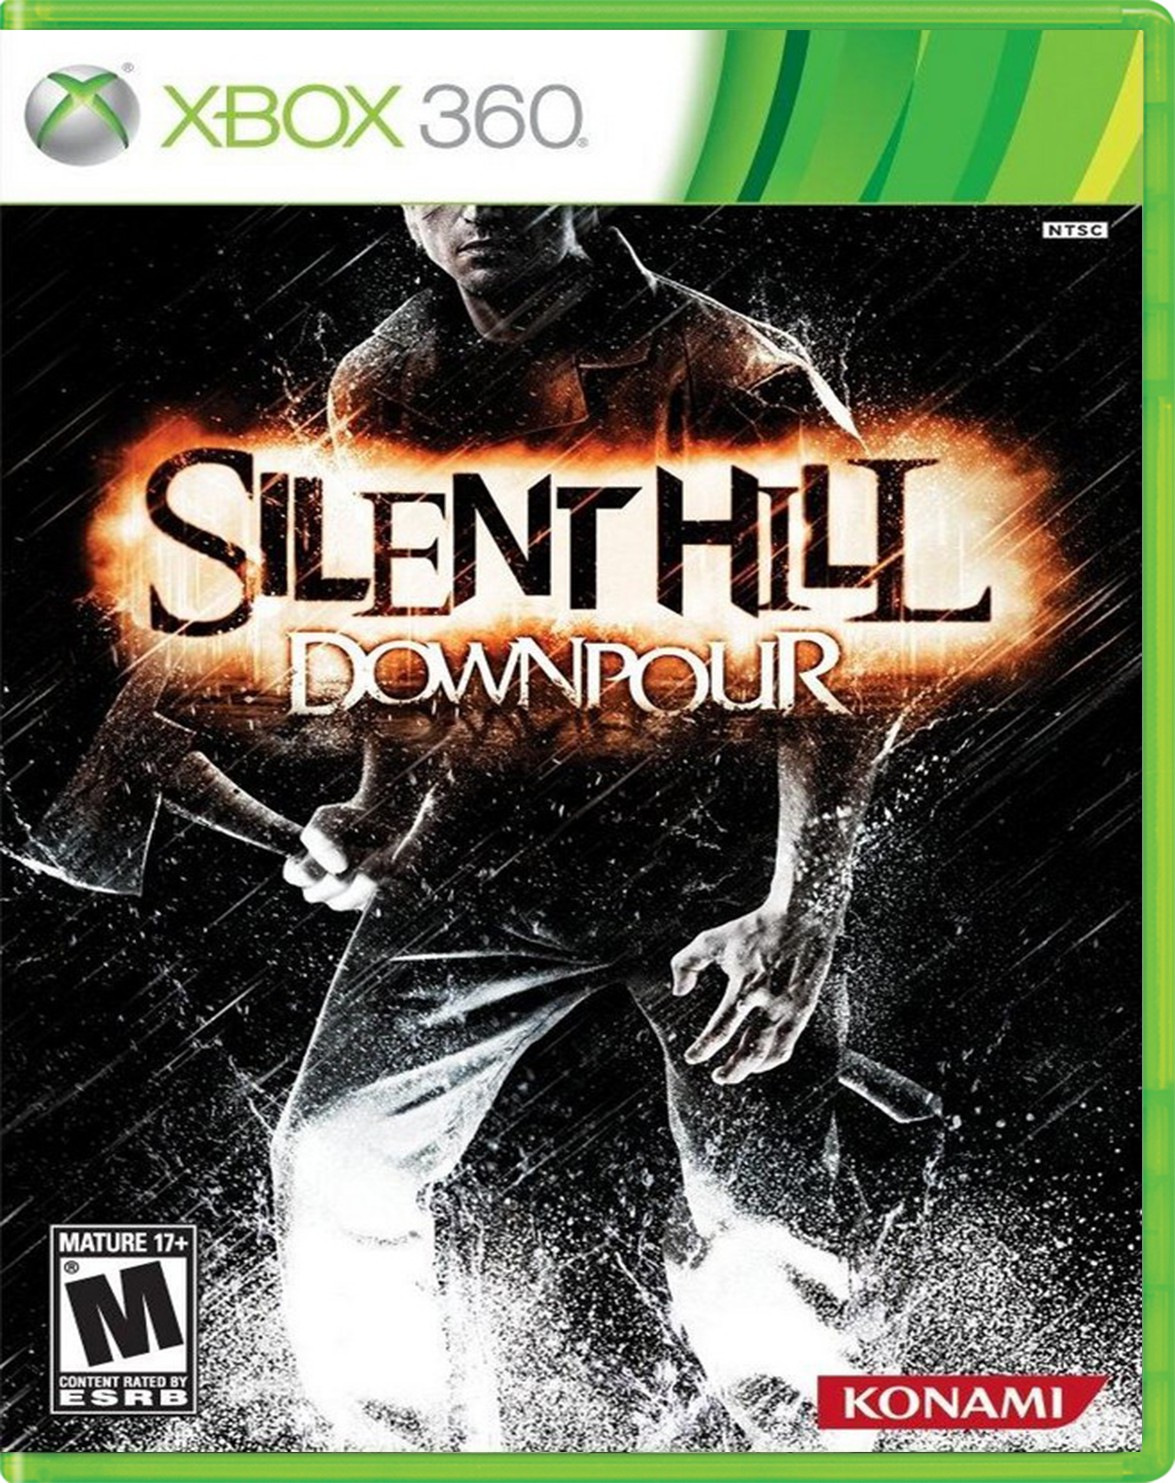 XBOX 360®
NTSC
SILENT HILL
DOWNPOUR
MATURE 17+
®
M
CONTENT RATED BY
ESRB
KONAMI